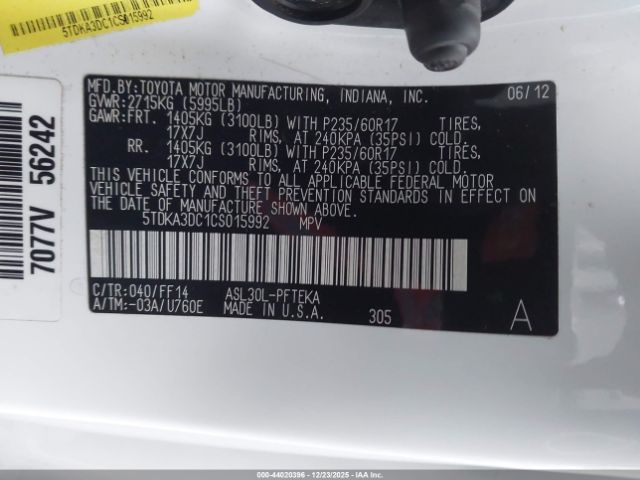 5TDKA3DC1CS015992
7077V 56242
MFD.BY:TOYOTA MOTOR MANUFACTURING, INDIANA, INC. 06/12
GVWR:2715KG (5995LB)
GAWR:FRT. 1405KG (3100LB) WITH P235/60R17 TIRES,
17X7J RIMS, AT 240KPA (35PSI) COLD.
RR. 1405KG (3100LB) WITH P235/60R17 TIRES,
17X7J RIMS, AT 240KPA (35PSI) COLD.
THIS VEHICLE CONFORMS TO ALL APPLICABLE FEDERAL MOTOR
VEHICLE SAFETY AND THEFT PREVENTION STANDARDS IN EFFECT ON
THE DATE OF MANUFACTURE SHOWN ABOVE.
5TDKA3DC1CS015992 MPV
C/TR:040/FF14 ASL30L-PFTEKA
A/TM:-03A/U760E MADE IN U.S.A. 305 A
000-44020396 - 12/23/2025 - IAAI.COM